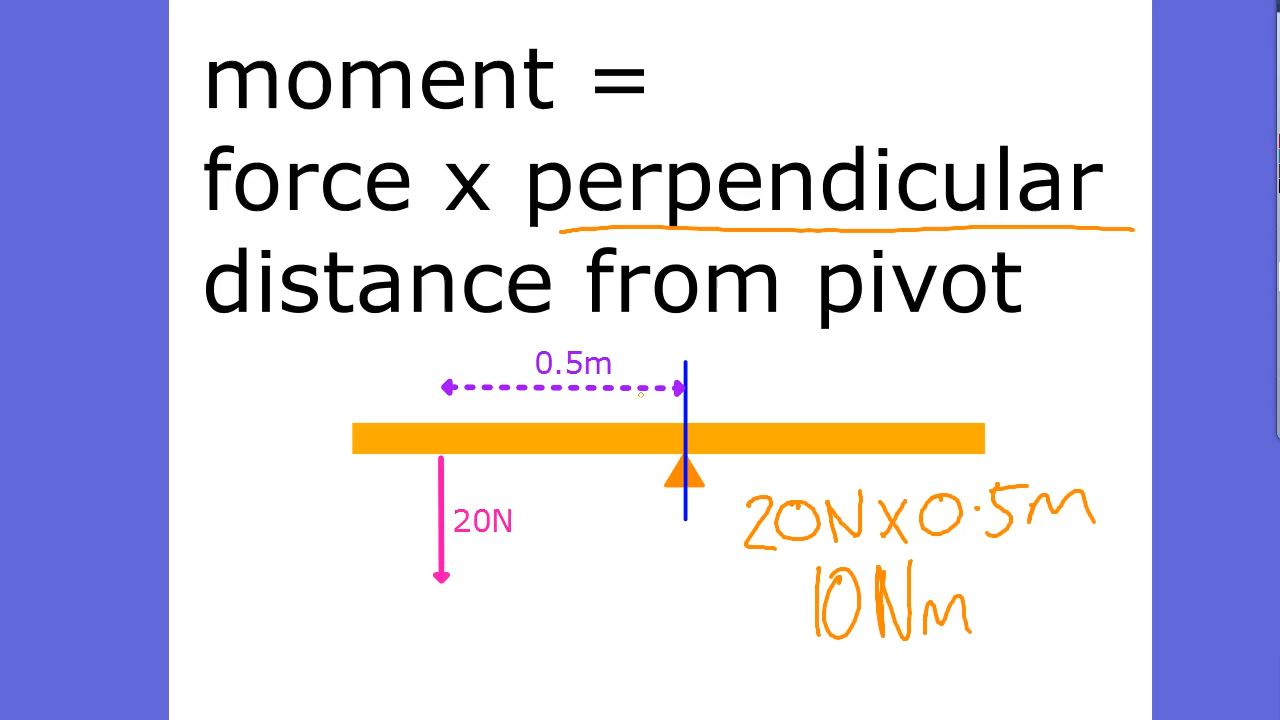 moment =
force x perpendicular
distance from pivot
0.5m
20N
20N x 0.5m
10Nm